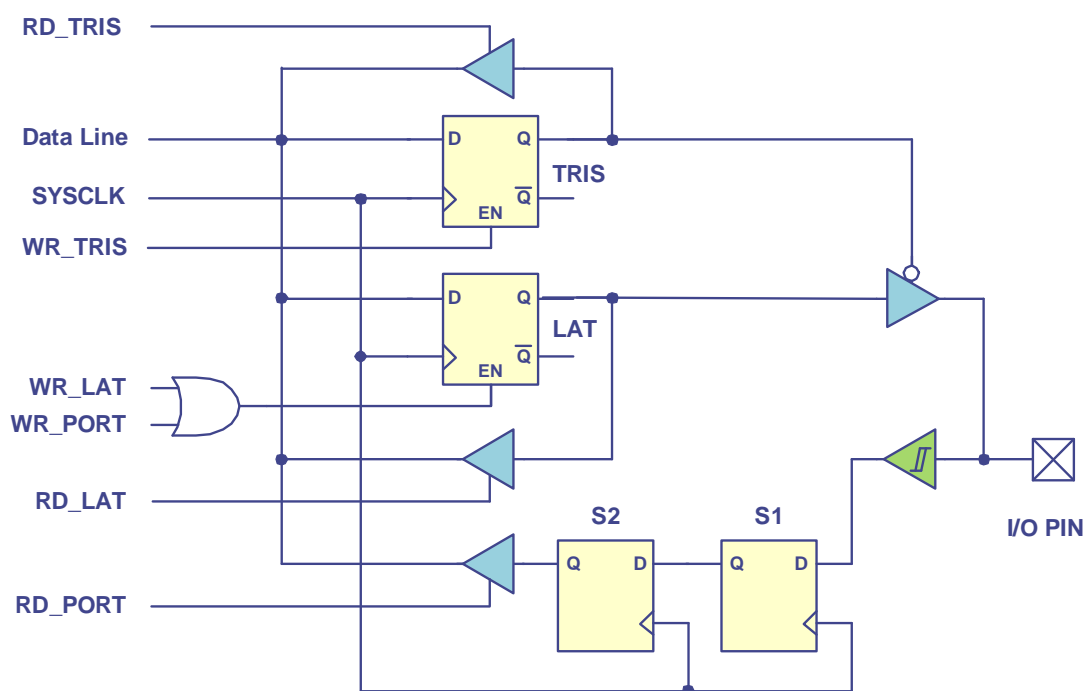 RD_TRIS
Data Line
D
Q
TRIS
SYSCLK
Q
EN
WR_TRIS
D
Q
LAT
Q
EN
WR_LAT
WR_PORT
RD_LAT
S2
S1
I/O PIN
Q
D
Q
D
RD_PORT